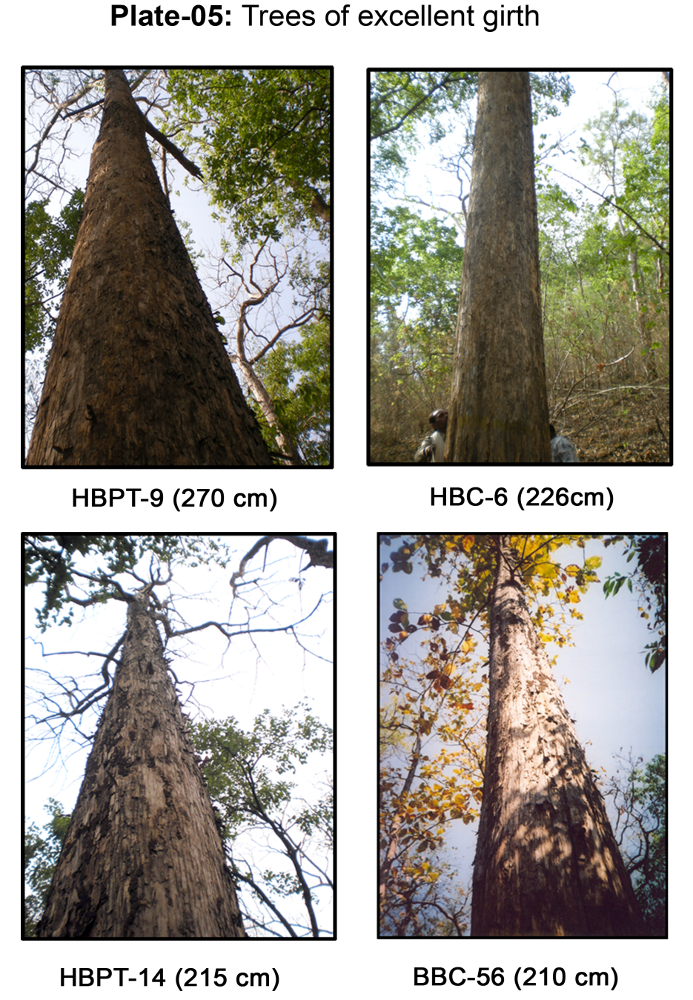 Plate-05: Trees of excellent girth
HBPT-9 (270 cm)
HBC-6 (226cm)
HBPT-14 (215 cm)
BBC-56 (210 cm)